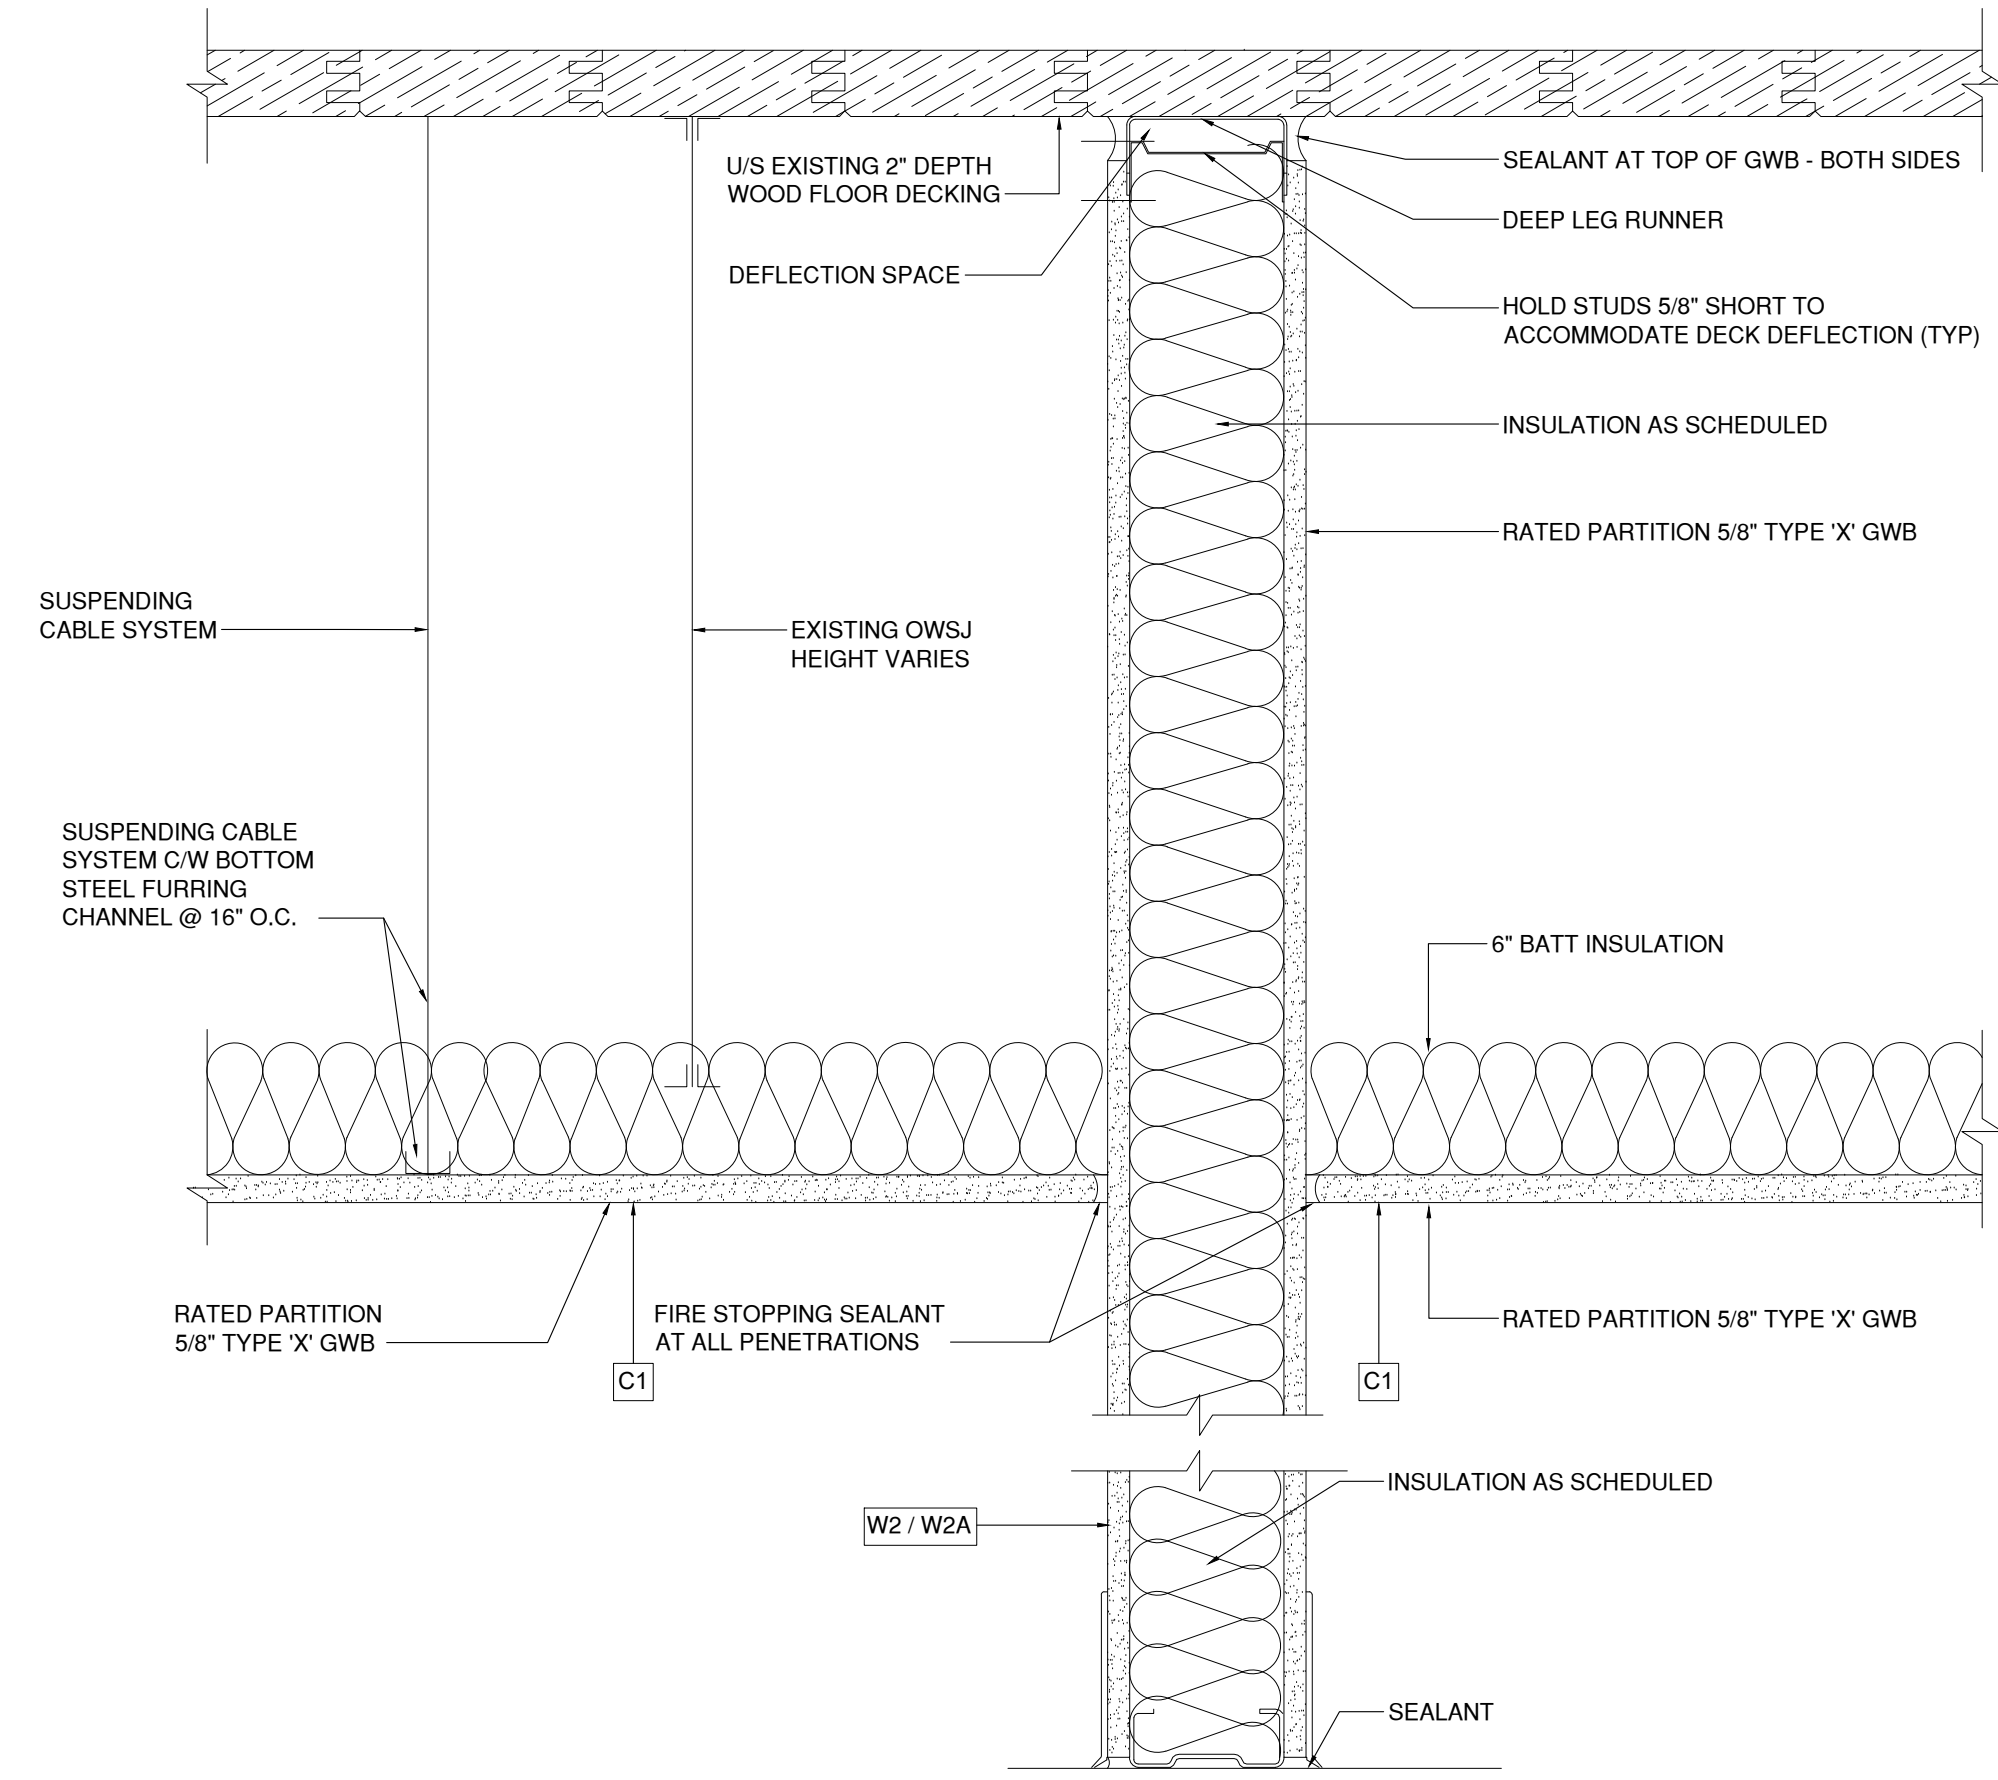 U/S EXISTING 2" DEPTH
WOOD FLOOR DECKING
SEALANT AT TOP OF GWB - BOTH SIDES
DEEP LEG RUNNER
DEFLECTION SPACE
HOLD STUDS 5/8" SHORT TO
ACCOMMODATE DECK DEFLECTION (TYP)
INSULATION AS SCHEDULED
RATED PARTITION 5/8" TYPE 'X' GWB
SUSPENDING
CABLE SYSTEM
EXISTING OWSJ
HEIGHT VARIES
SUSPENDING CABLE
SYSTEM C/W BOTTOM
STEEL FURRING
CHANNEL @ 16" O.C.
6" BATT INSULATION
RATED PARTITION
5/8" TYPE 'X' GWB
FIRE STOPPING SEALANT
AT ALL PENETRATIONS
RATED PARTITION 5/8" TYPE 'X' GWB
C1
C1
INSULATION AS SCHEDULED
W2 / W2A
SEALANT